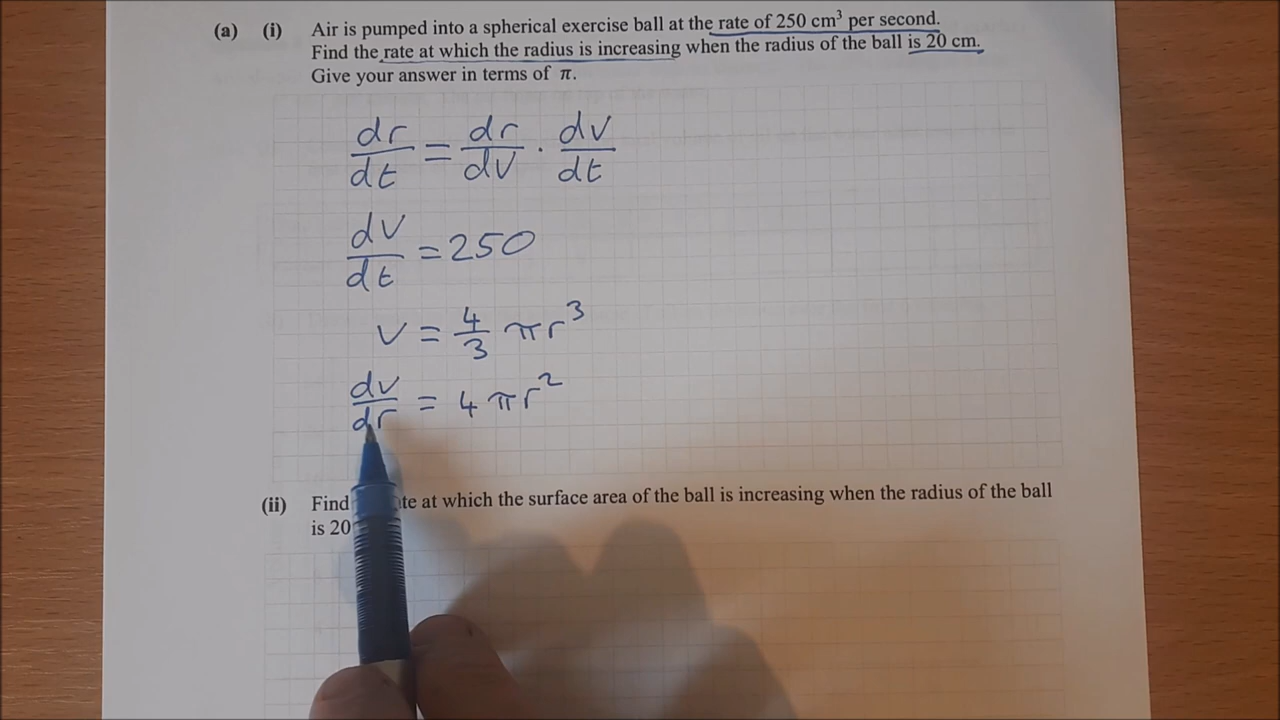 (a) (i) Air is pumped into a spherical exercise ball at the rate of 250 cm³ per second.
Find the rate at which the radius is increasing when the radius of the ball is 20 cm.
Give your answer in terms of π.
dr/dt = dr/dV · dV/dt
dV/dt = 250
V = 4/3 πr³
dV/dr = 4πr²
(ii) Find at which the surface area of the ball is increasing when the radius of the ball
is 20